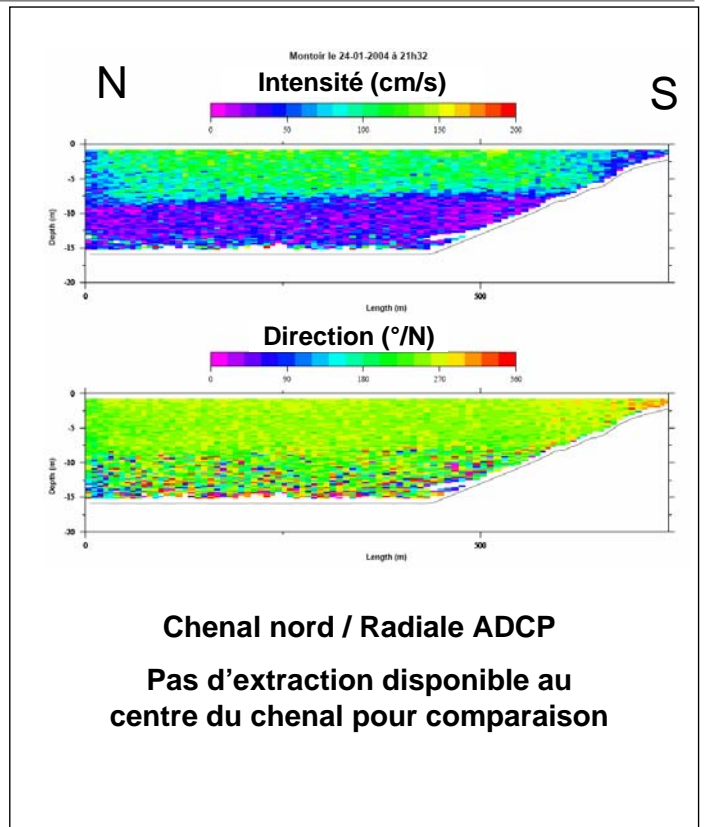 Montoir le 24-01-2004 à 21h32
N
Intensité (cm/s)
S
0 50 100 150 200
0
-5
-10
-15
-20
Depth (m)
0 500
Length (m)
Direction (°/N)
0 90 180 270 360
0
-5
-10
-15
-20
Depth (m)
0 500
Length (m)
Chenal nord / Radiale ADCP
Pas d’extraction disponible au
centre du chenal pour comparaison